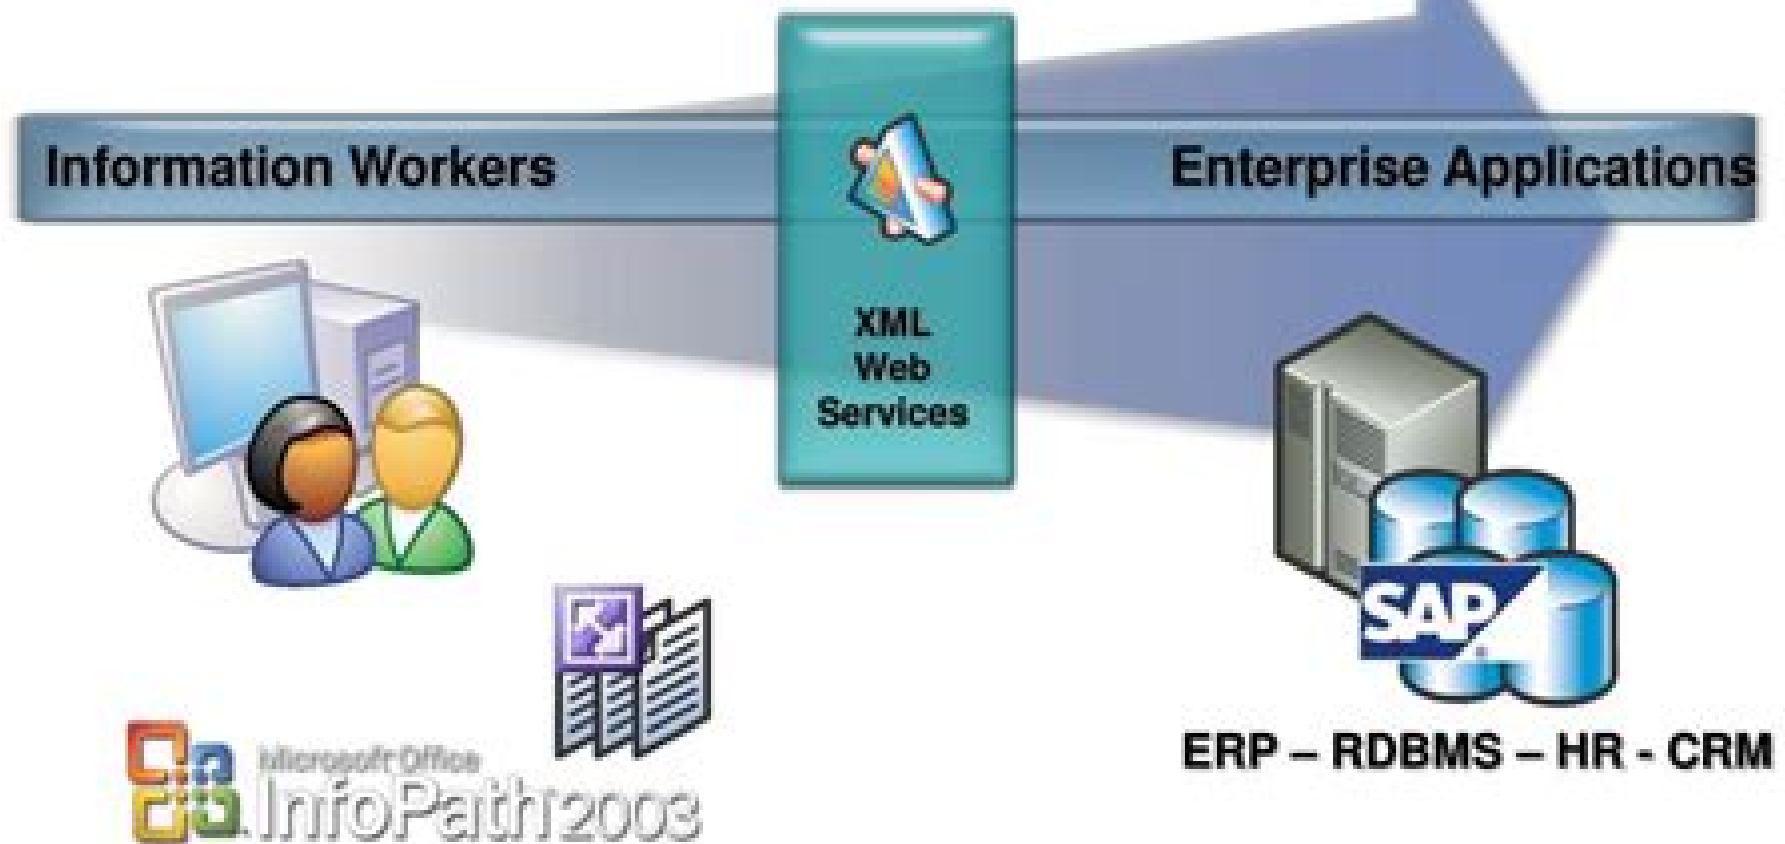 Information Workers
Enterprise Applications
XML
Web
Services
SAP
ERP – RDBMS – HR - CRM
Microsoft Office
InfoPath 2003